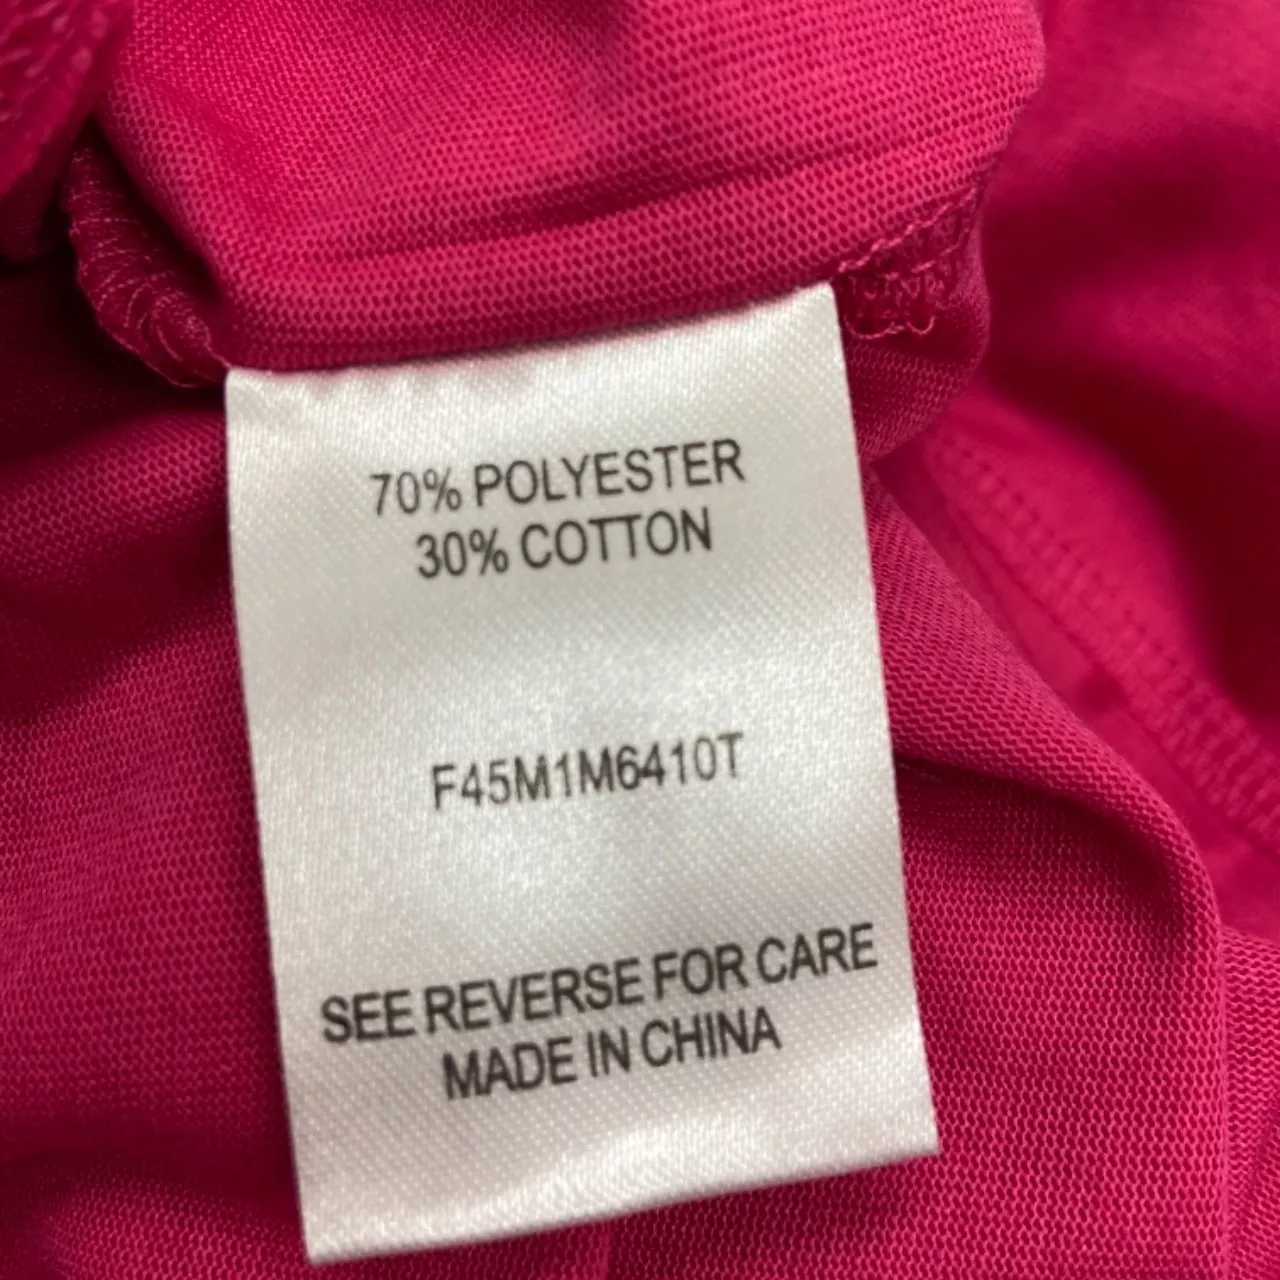 70% POLYESTER
30% COTTON
F45M1M6410T
SEE REVERSE FOR CARE
MADE IN CHINA